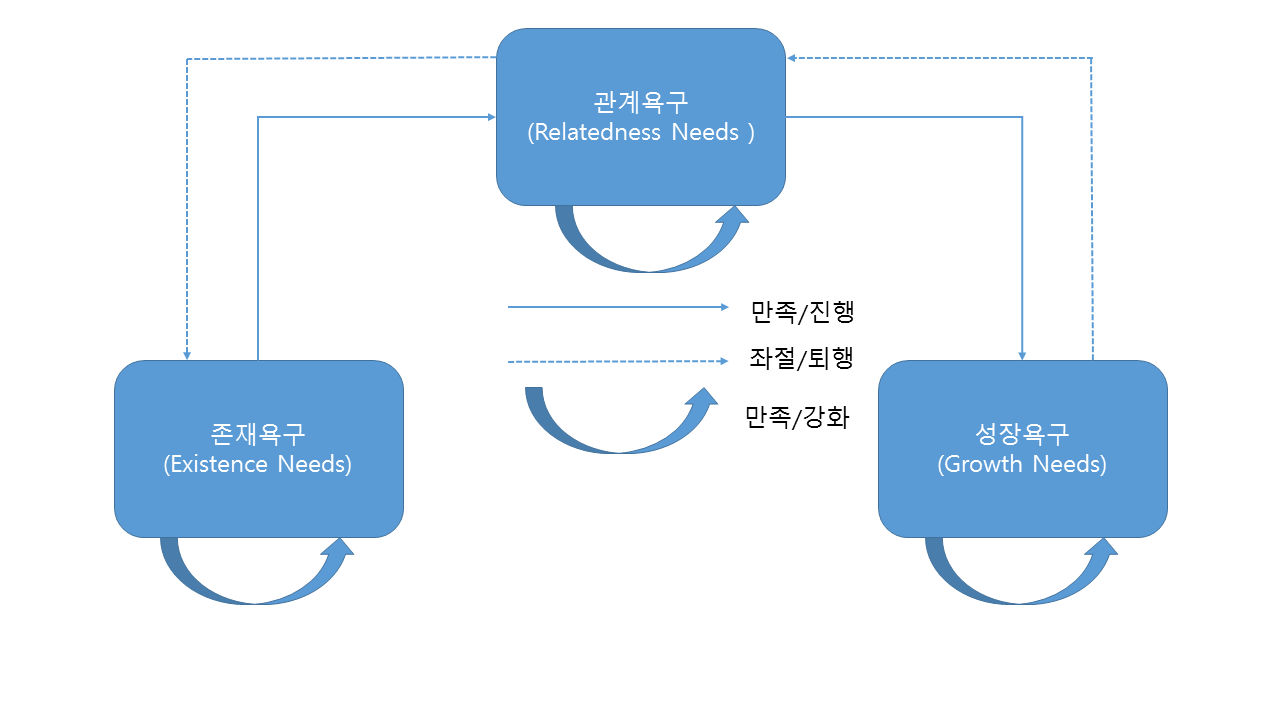 관계욕구
(Relatedness Needs )
만족/진행
좌절/퇴행
만족/강화
존재욕구
(Existence Needs)
성장욕구
(Growth Needs)